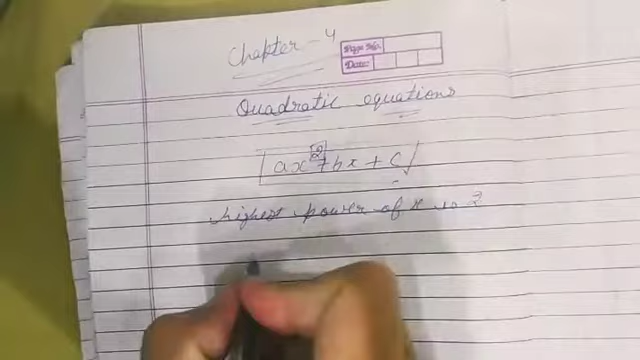 Chapter - 4
Page No.
Date:
Quadratic equations
ax²+bx + c
highest power of x is 2